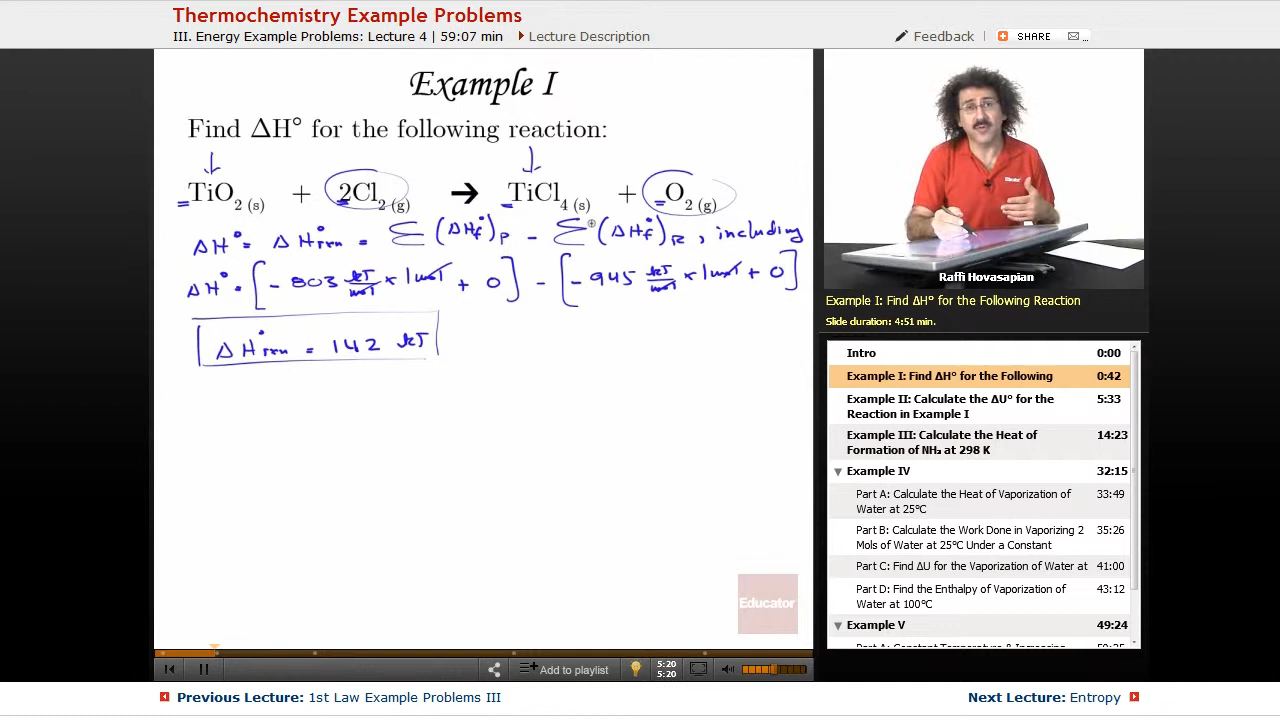 Thermochemistry Example Problems
III. Energy Example Problems: Lecture 4 | 59:07 min Lecture Description
Feedback | SHARE
Example I
Find ΔH° for the following reaction:
TiO₂ (s) + 2Cl₂ (g) → TiCl₄ (s) + O₂ (g)
ΔH° = ΔH°rxn = Σ (ΔHf°)P - Σ (ΔHf°)R, including
ΔH° = [-803 kJ/mol × 1mol + 0] - [-945 kJ/mol × 1mol + 0]
ΔH°rxn = 142 kJ
Educator
Raffi Hovasapian
Example I: Find ΔH° for the Following Reaction
Slide duration: 4:51 min.
Intro 0:00
Example I: Find ΔH° for the Following 0:42
Example II: Calculate the ΔU° for the 5:33
Reaction in Example I
Example III: Calculate the Heat of 14:23
Formation of NH₃ at 298 K
Example IV 32:15
Part A: Calculate the Heat of Vaporization of 33:49
Water at 25°C
Part B: Calculate the Work Done in Vaporizing 2 35:26
Mols of Water at 25°C Under a Constant
Part C: Find ΔU for the Vaporization of Water at 41:00
Part D: Find the Enthalpy of Vaporization of 43:12
Water at 100°C
Example V 49:24
Add to playlist
5:20
5:20
Previous Lecture: 1st Law Example Problems III
Next Lecture: Entropy